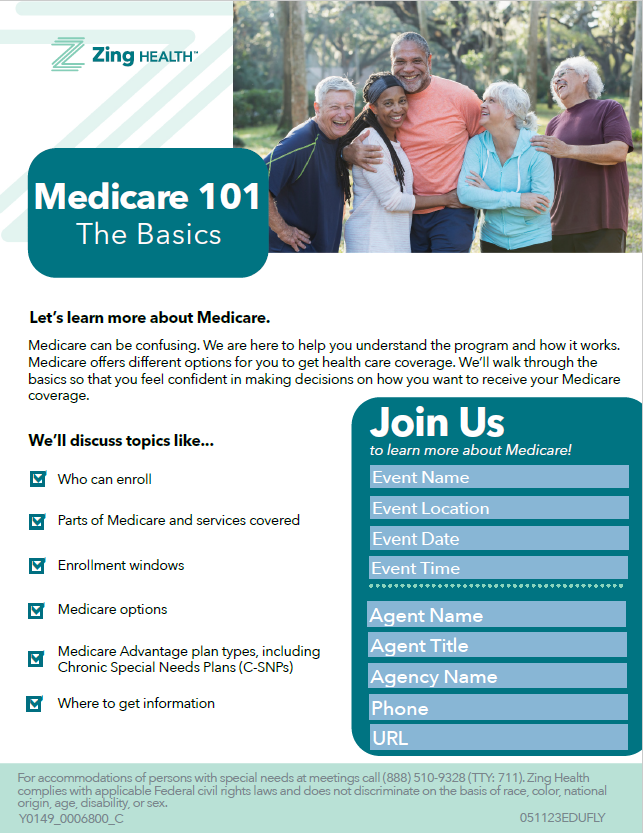 Zing HEALTH™
Medicare 101
The Basics
Let's learn more about Medicare.
Medicare can be confusing. We are here to help you understand the program and how it works.
Medicare offers different options for you to get health care coverage. We'll walk through the
basics so that you feel confident in making decisions on how you want to receive your Medicare
coverage.
We'll discuss topics like...
Who can enroll
Parts of Medicare and services covered
Enrollment windows
Medicare options
Medicare Advantage plan types, including
Chronic Special Needs Plans (C-SNPs)
Where to get information
Join Us
to learn more about Medicare!
Event Name
Event Location
Event Date
Event Time
Agent Name
Agent Title
Agency Name
Phone
URL
For accommodations of persons with special needs at meetings call (888) 510-9328 (TTY: 711). Zing Health
complies with applicable Federal civil rights laws and does not discriminate on the basis of race, color, national
origin, age, disability, or sex.
Y0149_0006800_C
051123EDUFLY